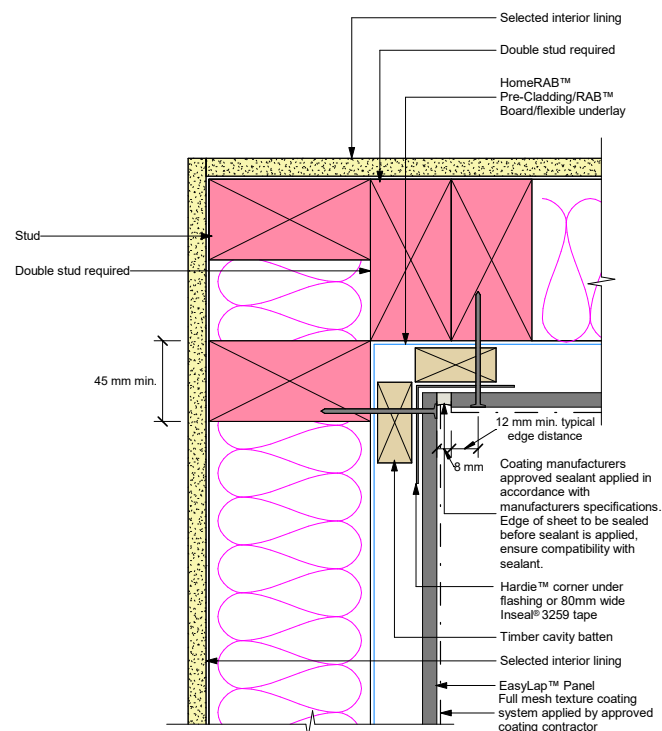 Selected interior lining
Double stud required
HomeRAB™
Pre-Cladding/RAB™
Board/flexible underlay
Stud
Double stud required
45 mm min.
12 mm min. typical
edge distance
8 mm
Coating manufacturers
approved sealant applied in
accordance with
manufacturers specifications.
Edge of sheet to be sealed
before sealant is applied,
ensure compatibility with
sealant.
Hardie™ corner under
flashing or 80mm wide
Inseal® 3259 tape
Timber cavity batten
Selected interior lining
EasyLap™ Panel
Full mesh texture coating
system applied by approved
coating contractor